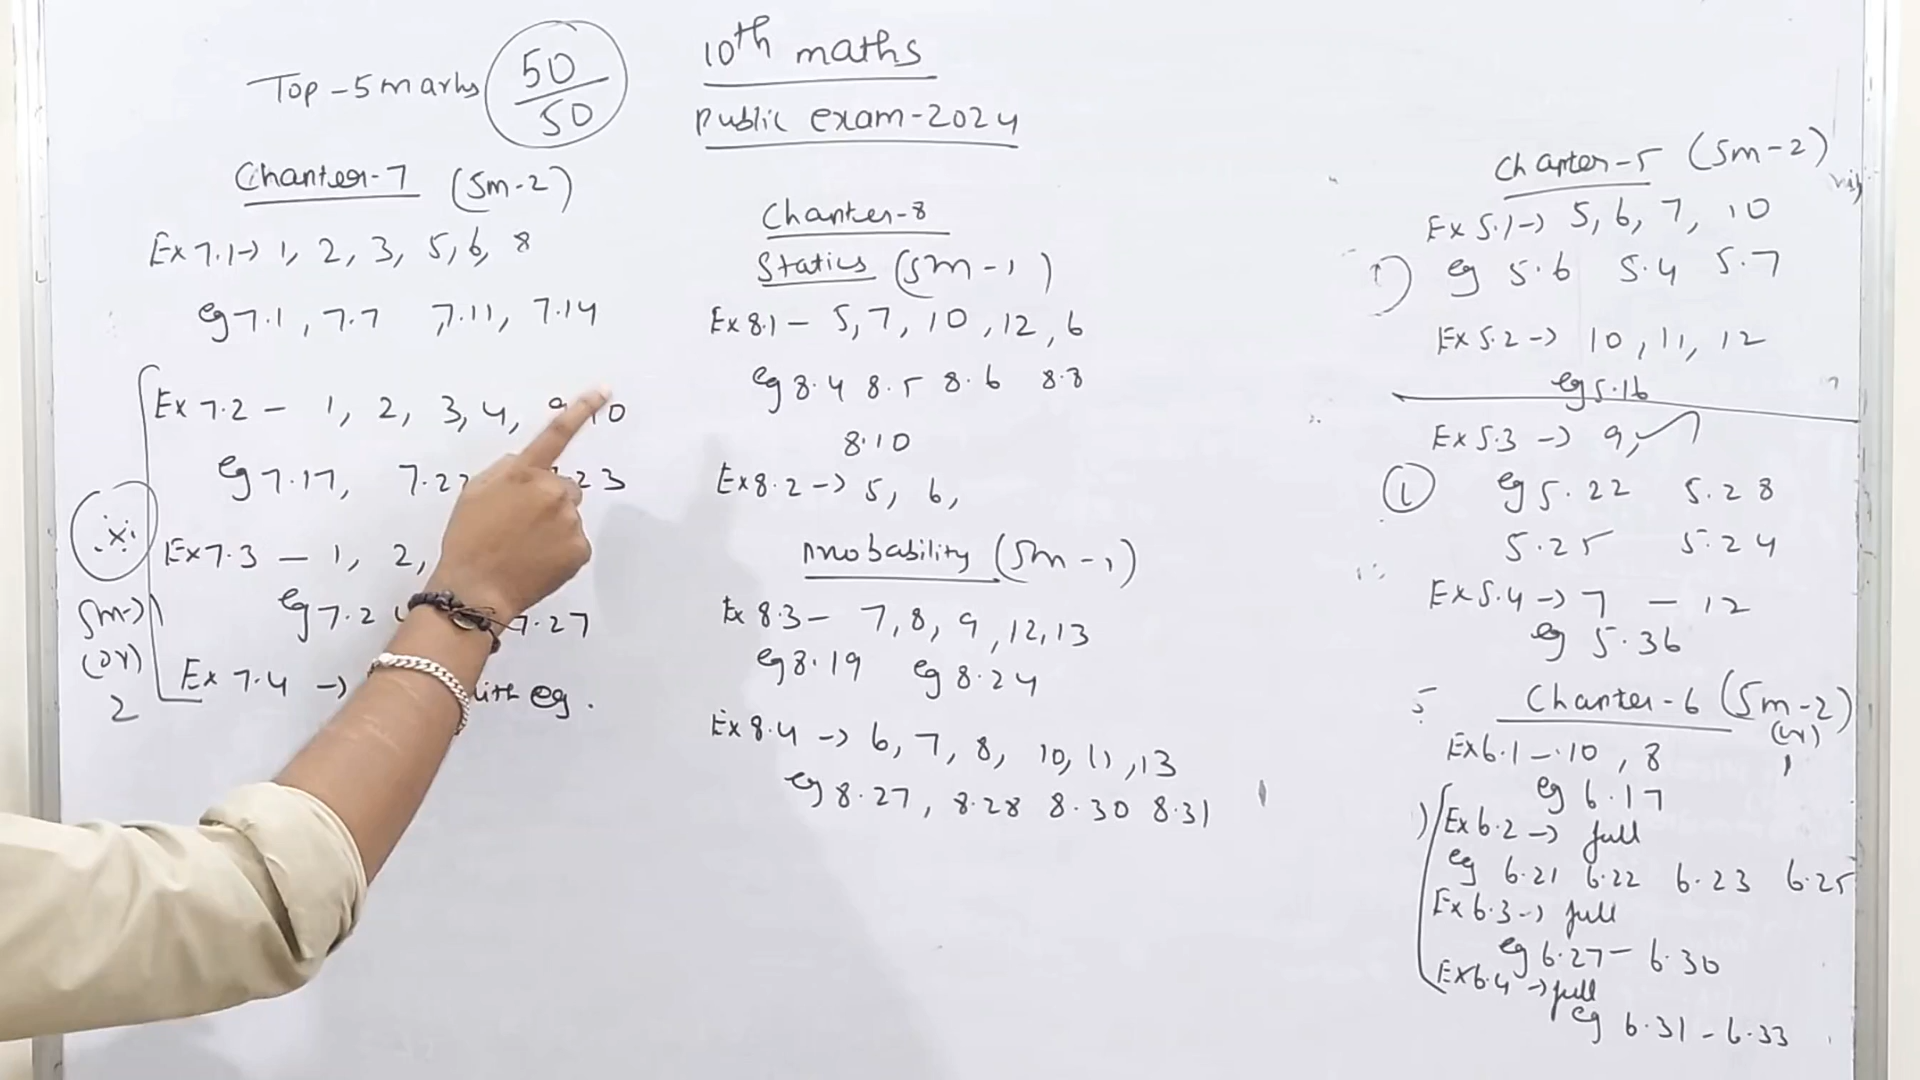 Top-5marks 50/50
10th maths
public exam-2024
Chapter-7 (5m-2)
Ex 7.1→ 1, 2, 3, 5, 6, 8
eg 7.1, 7.7, 7.11, 7.14
Ex 7.2 - 1, 2, 3, 4, 9, 10
eg 7.17, 23
Ex 7.3 - 1, 2,
eg 7.27
Ex 7.4 → with eg.
5m→1
(or)
2
Chapter-8
Statics (5m-1)
Ex 8.1 - 5, 7, 10, 12, 6
eg 8.4 8.5 8.6 8.8
8.10
Ex 8.2 → 5, 6,
Probability (5m-1)
Ex 8.3 - 7, 8, 9, 12, 13
eg 8.19 eg 8.24
Ex 8.4 → 6, 7, 8, 10, 11, 13
eg 8.27, 8.28 8.30 8.31
Chapter-5 (5m-2)
Ex 5.1→ 5, 6, 7, 10
1) eg 5.6 5.4 5.7
Ex 5.2→ 10, 11, 12
eg 5.16
Ex 5.3 → 9,
1 eg 5.22 5.28
5.25 5.24
Ex 5.4→ 7 - 12
eg 5.36
Chapter-6 (5m-2)
(or)
1
Ex 6.1 - 10, 8
eg 6.17
Ex 6.2 → full
eg 6.21 6.22 6.23 6.25
Ex 6.3 → full
eg 6.27 - 6.30
Ex 6.4 → full
eg 6.31 - 6.33